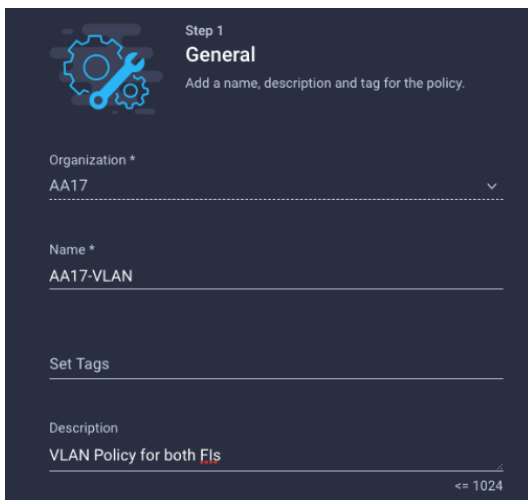 Step 1
General
Add a name, description and tag for the policy.
Organization *
AA17
Name *
AA17-VLAN
Set Tags
Description
VLAN Policy for both FIs
<= 1024